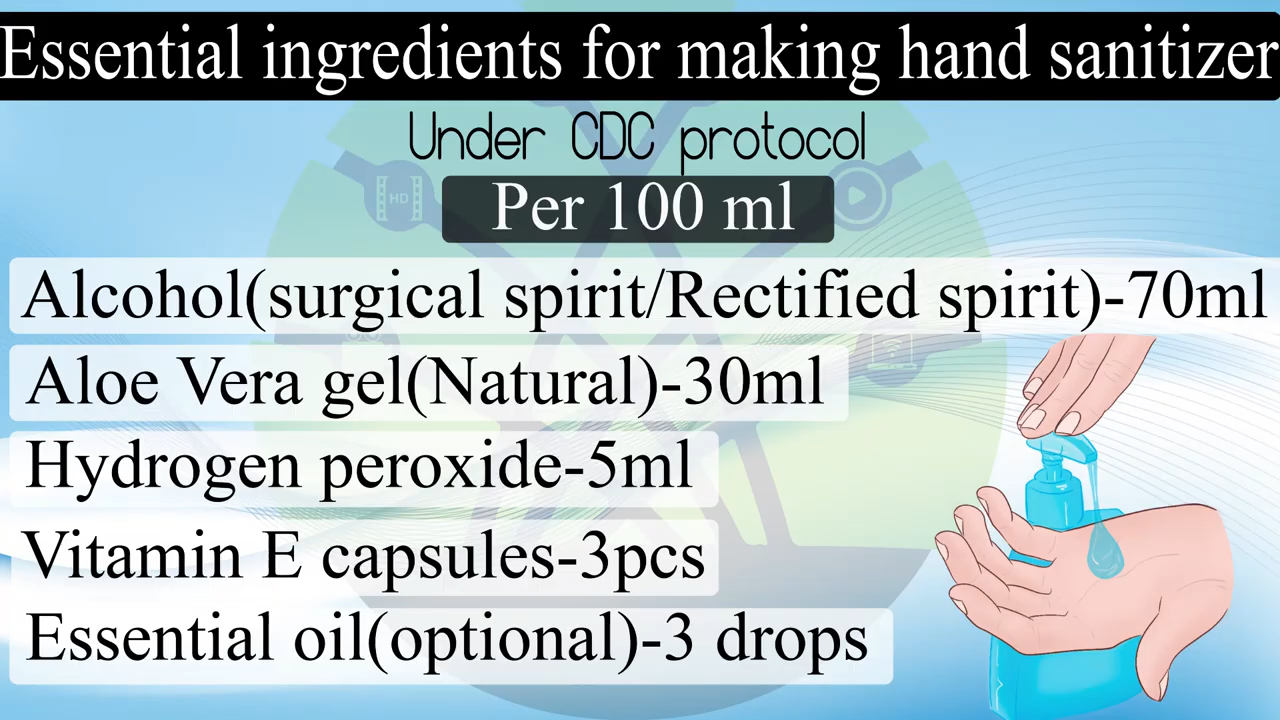 Essential ingredients for making hand sanitizer
Under CDC protocol
Per 100 ml
HD
Alcohol(surgical spirit/Rectified spirit)-70ml
Aloe Vera gel(Natural)-30ml
Hydrogen peroxide-5ml
Vitamin E capsules-3pcs
Essential oil(optional)-3 drops